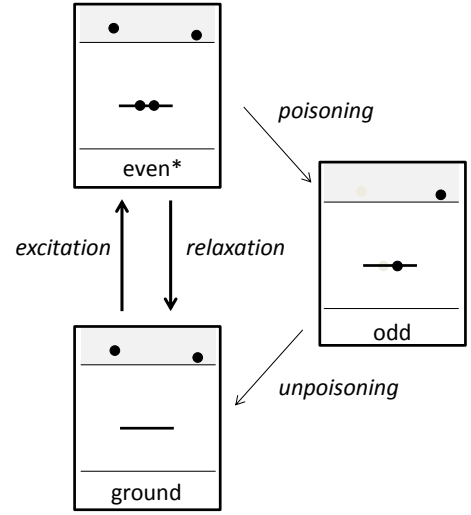 even*
poisoning
excitation
relaxation
odd
unpoisoning
ground